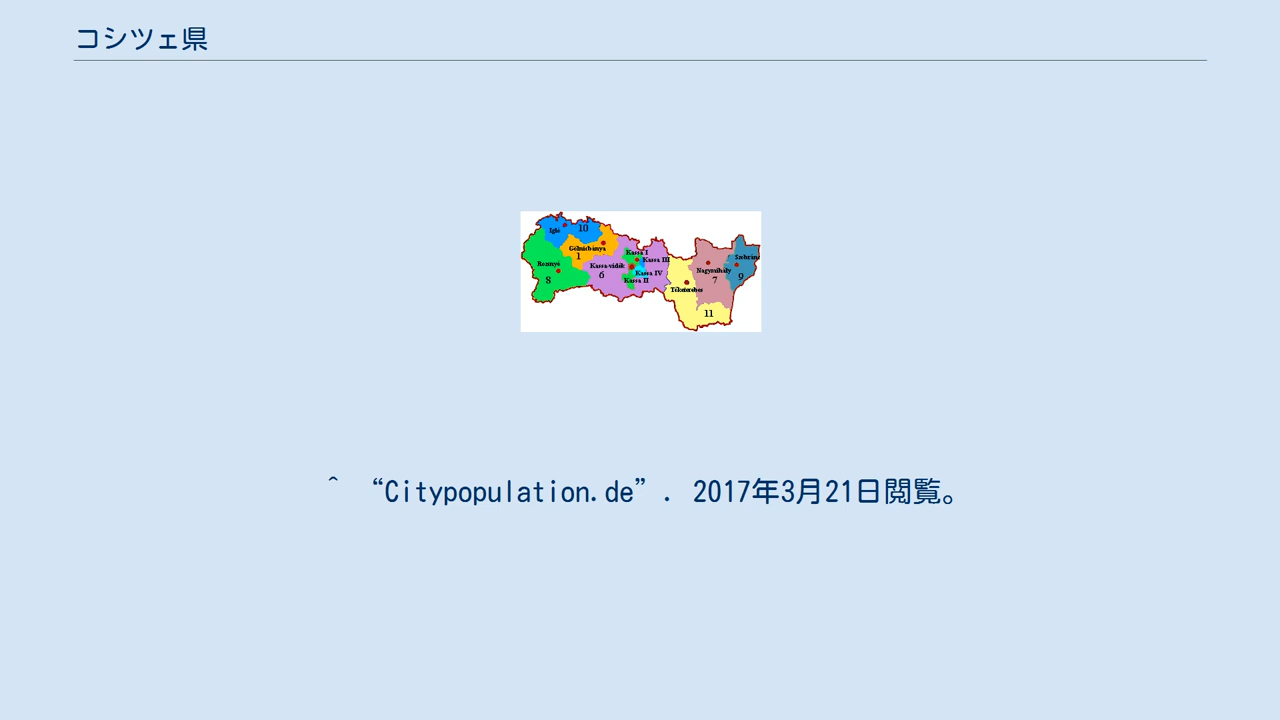 コシツェ県
Igló
10
Gölnicbánya
1
Rozsnyó
8
Kassa-vidék
6
Kassa I
Kassa III
Kassa IV
Kassa II
Nagymihály
7
9
Tőketerebes
11
^ “Citypopulation.de”. 2017年3月21日閲覧。